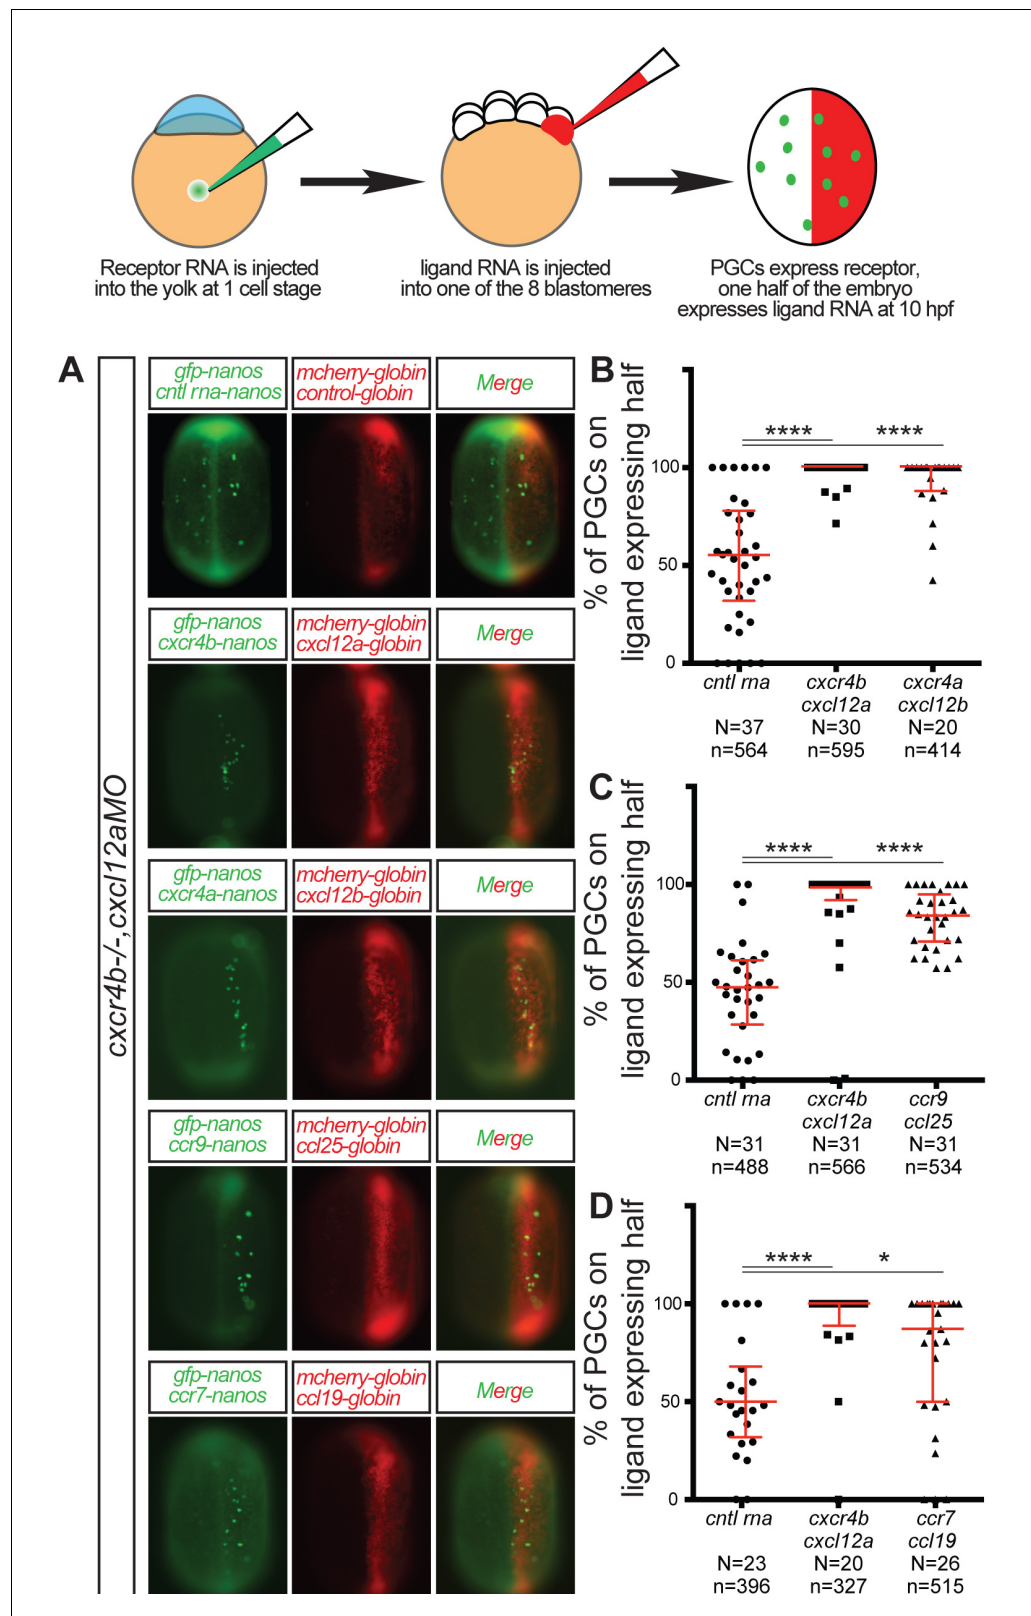 Receptor RNA is injected
into the yolk at 1 cell stage
ligand RNA is injected
into one of the 8 blastomeres
PGCs express receptor,
one half of the embryo
expresses ligand RNA at 10 hpf
A
cxcr4b-/-,cxcl12aMO
gfp-nanos
cntl rna-nanos
mcherry-globin
control-globin
Merge
gfp-nanos
cxcr4b-nanos
mcherry-globin
cxcl12a-globin
Merge
gfp-nanos
cxcr4a-nanos
mcherry-globin
cxcl12b-globin
Merge
gfp-nanos
ccr9-nanos
mcherry-globin
ccl25-globin
Merge
gfp-nanos
ccr7-nanos
mcherry-globin
ccl19-globin
Merge
B
% of PGCs on
ligand expressing half
100
50
0
****
****
cntl rna
N=37
n=564
cxcr4b
cxcl12a
N=30
n=595
cxcr4a
cxcl12b
N=20
n=414
C
% of PGCs on
ligand expressing half
100
50
0
****
****
cntl rna
N=31
n=488
cxcr4b
cxcl12a
N=31
n=566
ccr9
ccl25
N=31
n=534
D
% of PGCs on
ligand expressing half
100
50
0
****
*
cntl rna
N=23
n=396
cxcr4b
cxcl12a
N=20
n=327
ccr7
ccl19
N=26
n=515